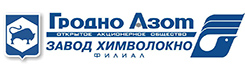 Гродно Азот
ОТКРЫТОЕ АКЦИОНЕРНОЕ ОБЩЕСТВО
ЗАВОД ХИМВОЛОКНО
ФИЛИАЛ